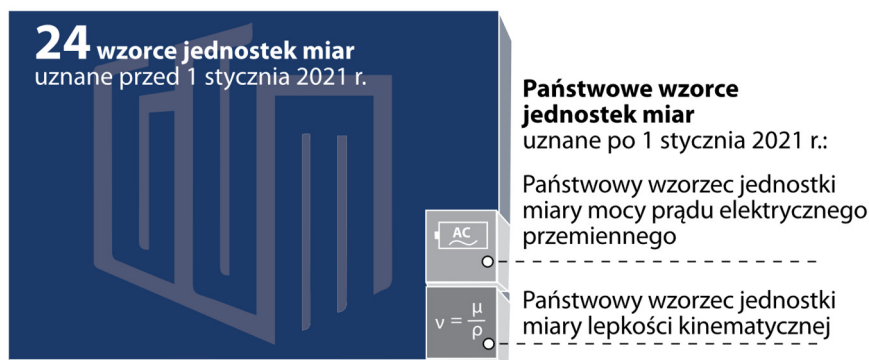 24 wzorce jednostek miar
uznane przed 1 stycznia 2021 r.
Państwowe wzorce
jednostek miar
uznane po 1 stycznia 2021 r.:
Państwowy wzorzec jednostki
miary mocy prądu elektrycznego
przemiennego
AC
Państwowy wzorzec jednostki
miary lepkości kinematycznej
ν = μ/ρ